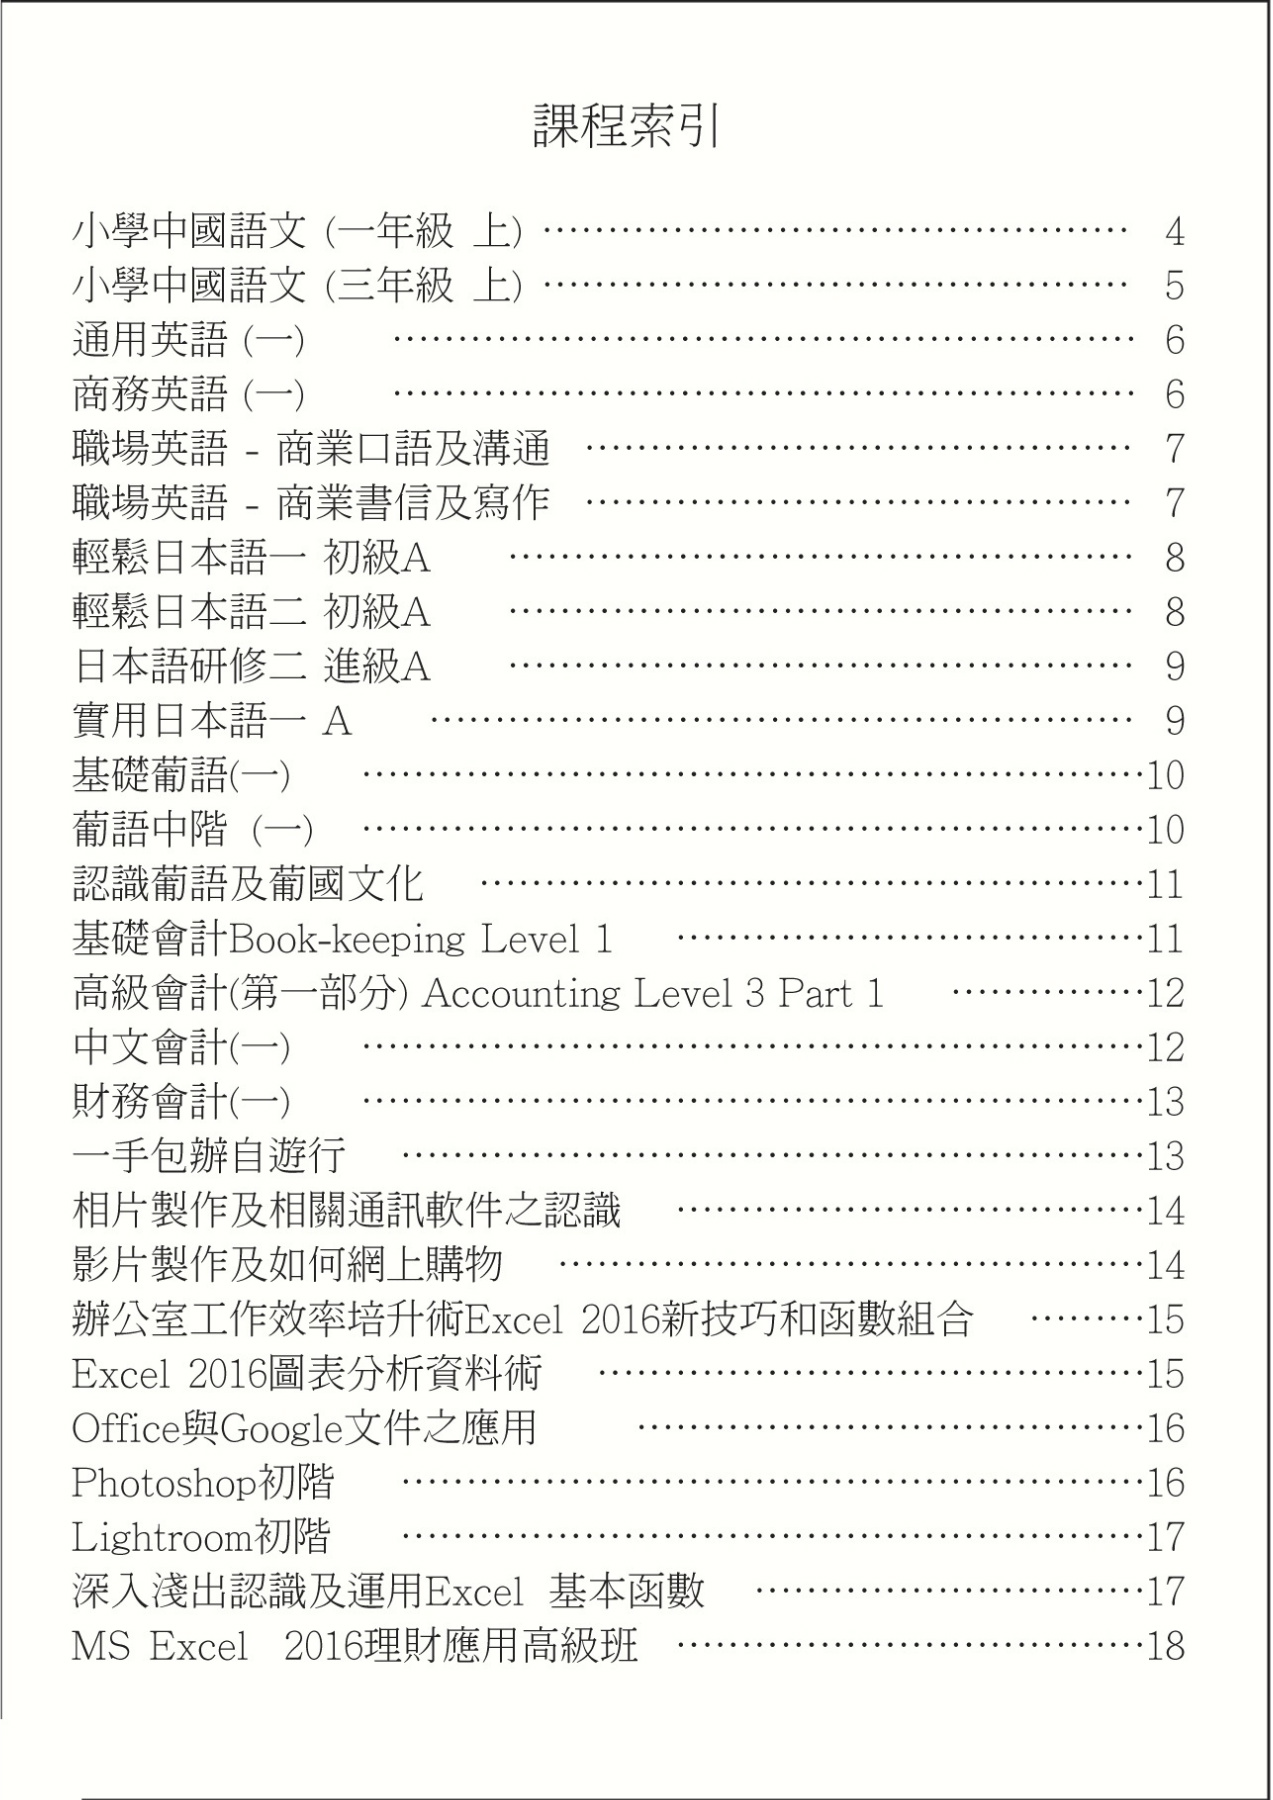 課程索引
小學中國語文 (一年級 上) ………………………………………… 4
小學中國語文 (三年級 上) ………………………………………… 5
通用英語 (一) ………………………………………………… 6
商務英語 (一) ………………………………………………… 6
職場英語 - 商業口語及溝通 …………………………………… 7
職場英語 - 商業書信及寫作 …………………………………… 7
輕鬆日本語一 初級A ………………………………………… 8
輕鬆日本語二 初級A ………………………………………… 8
日本語研修二 進級A ………………………………………… 9
實用日本語一 A ……………………………………………… 9
基礎葡語(一) ……………………………………………………10
葡語中階 (一) ……………………………………………………10
認識葡語及葡國文化 ……………………………………………11
基礎會計Book-keeping Level 1 ………………………………11
高級會計(第一部分) Accounting Level 3 Part 1 ……………12
中文會計(一) ……………………………………………………12
財務會計(一) ……………………………………………………13
一手包辦自遊行 …………………………………………………13
相片製作及相關通訊軟件之認識 ………………………………14
影片製作及如何網上購物 ………………………………………14
辦公室工作效率培升術Excel 2016新技巧和函數組合 ………15
Excel 2016圖表分析資料術 ……………………………………15
Office與Google文件之應用 …………………………………16
Photoshop初階 …………………………………………………16
Lightroom初階 …………………………………………………17
深入淺出認識及運用Excel 基本函數 …………………………17
MS Excel 2016理財應用高級班 ………………………………18